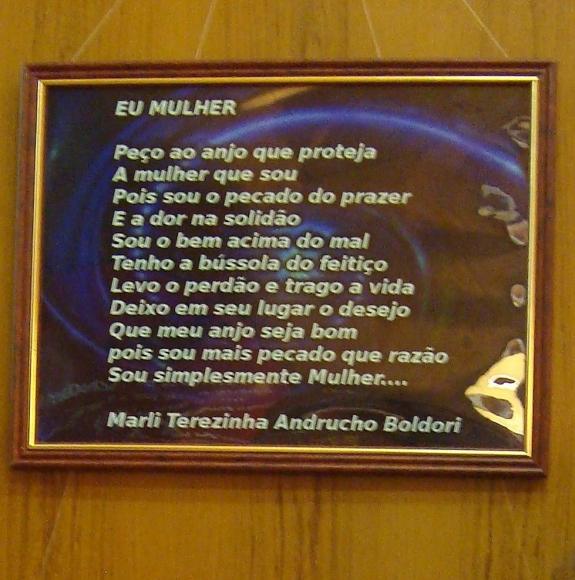 EU MULHER
Peço ao anjo que proteja
A mulher que sou
Pois sou o pecado do prazer
E a dor na solidão
Sou o bem acima do mal
Tenho a bússola do feitiço
Levo o perdão e trago a vida
Deixo em seu lugar o desejo
Que meu anjo seja bom
pois sou mais pecado que razão
Sou simplesmente Mulher....
Marli Terezinha Andrucho Boldori